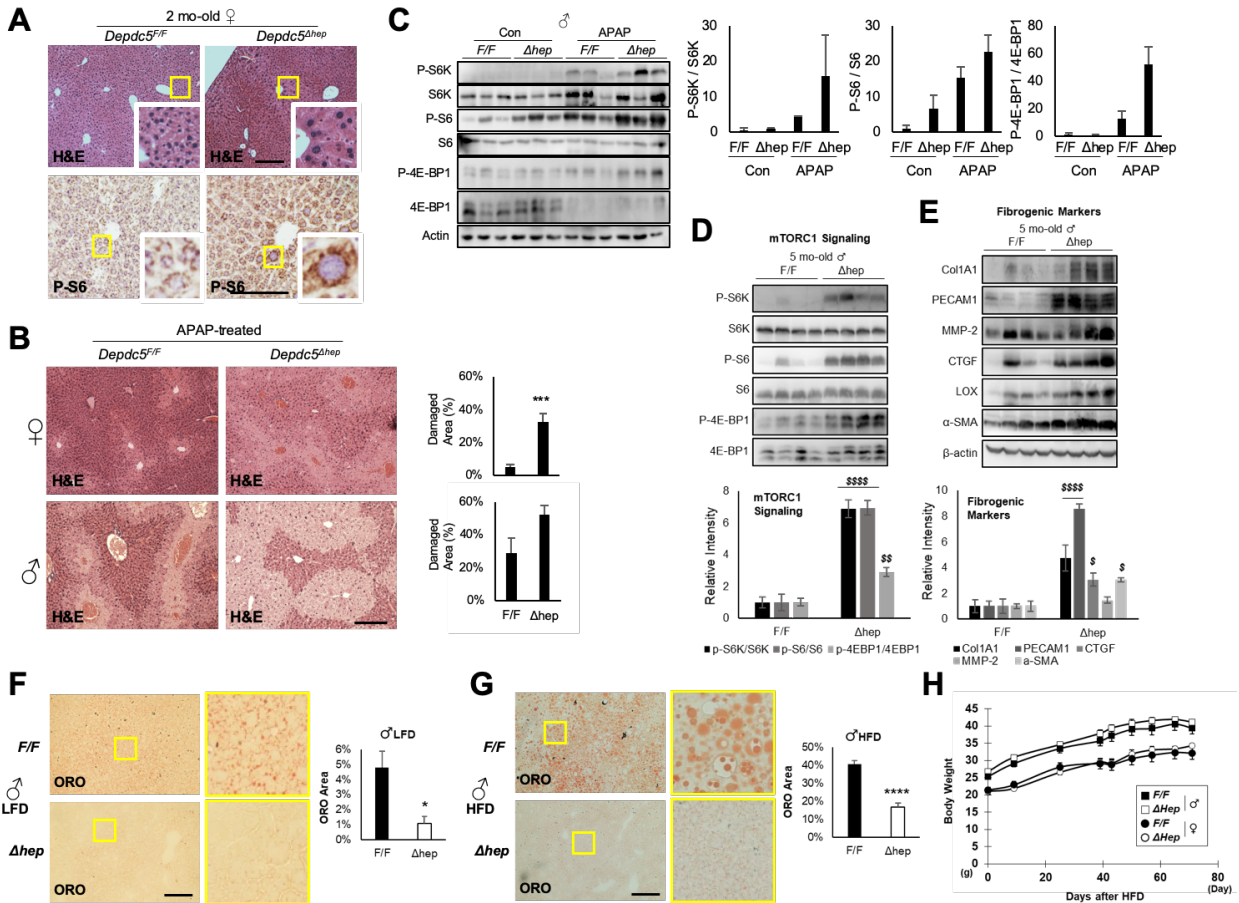 A
2 mo-old ♀
Depdc5F/F
Depdc5Δhep
H&E
H&E
P-S6
P-S6
B
APAP-treated
Depdc5F/F
Depdc5Δhep
♀
H&E
H&E
♂
H&E
H&E
Damaged
Area (%)
60%
40%
20%
0%
***
Damaged
Area (%)
60%
40%
20%
0%
F/F
Δhep
C
♂
Con
APAP
F/F
Δhep
F/F
Δhep
P-S6K
S6K
P-S6
S6
P-4E-BP1
4E-BP1
Actin
P-S6K / S6K
30
20
10
0
F/F
Δhep
F/F
Δhep
Con
APAP
P-S6 / S6
30
20
10
0
F/F
Δhep
F/F
Δhep
Con
APAP
P-4E-BP1 / 4E-BP1
80
60
40
20
0
F/F
Δhep
F/F
Δhep
Con
APAP
D
mTORC1 Signaling
5 mo-old ♂
F/F
Δhep
P-S6K
S6K
P-S6
S6
P-4E-BP1
4E-BP1
Relative Intensity
8
6
4
2
0
mTORC1
Signaling
$$$$
$$
F/F
Δhep
p-S6K/S6K
p-S6/S6
p-4EBP1/4EBP1
E
Fibrogenic Markers
5 mo-old ♂
F/F
Δhep
Col1A1
PECAM1
MMP-2
CTGF
LOX
α-SMA
β-actin
Relative Intensity
10
8
6
4
2
0
Fibrogenic
Markers
$$$$
$
$
F/F
Δhep
Col1A1
PECAM1
CTGF
MMP-2
a-SMA
F
♂
LFD
F/F
Δhep
ORO
ORO
♂LFD
ORO Area
6%
5%
4%
3%
2%
1%
0%
*
F/F
Δhep
G
♂
HFD
F/F
Δhep
ORO
ORO
♂HFD
ORO Area
50%
40%
30%
20%
10%
0%
****
F/F
Δhep
H
Body Weight
(g)
45
40
35
30
25
20
15
10
5
0
0
20
40
60
80
(Day)
Days after HFD
F/F
ΔHep
♂
F/F
ΔHep
♀